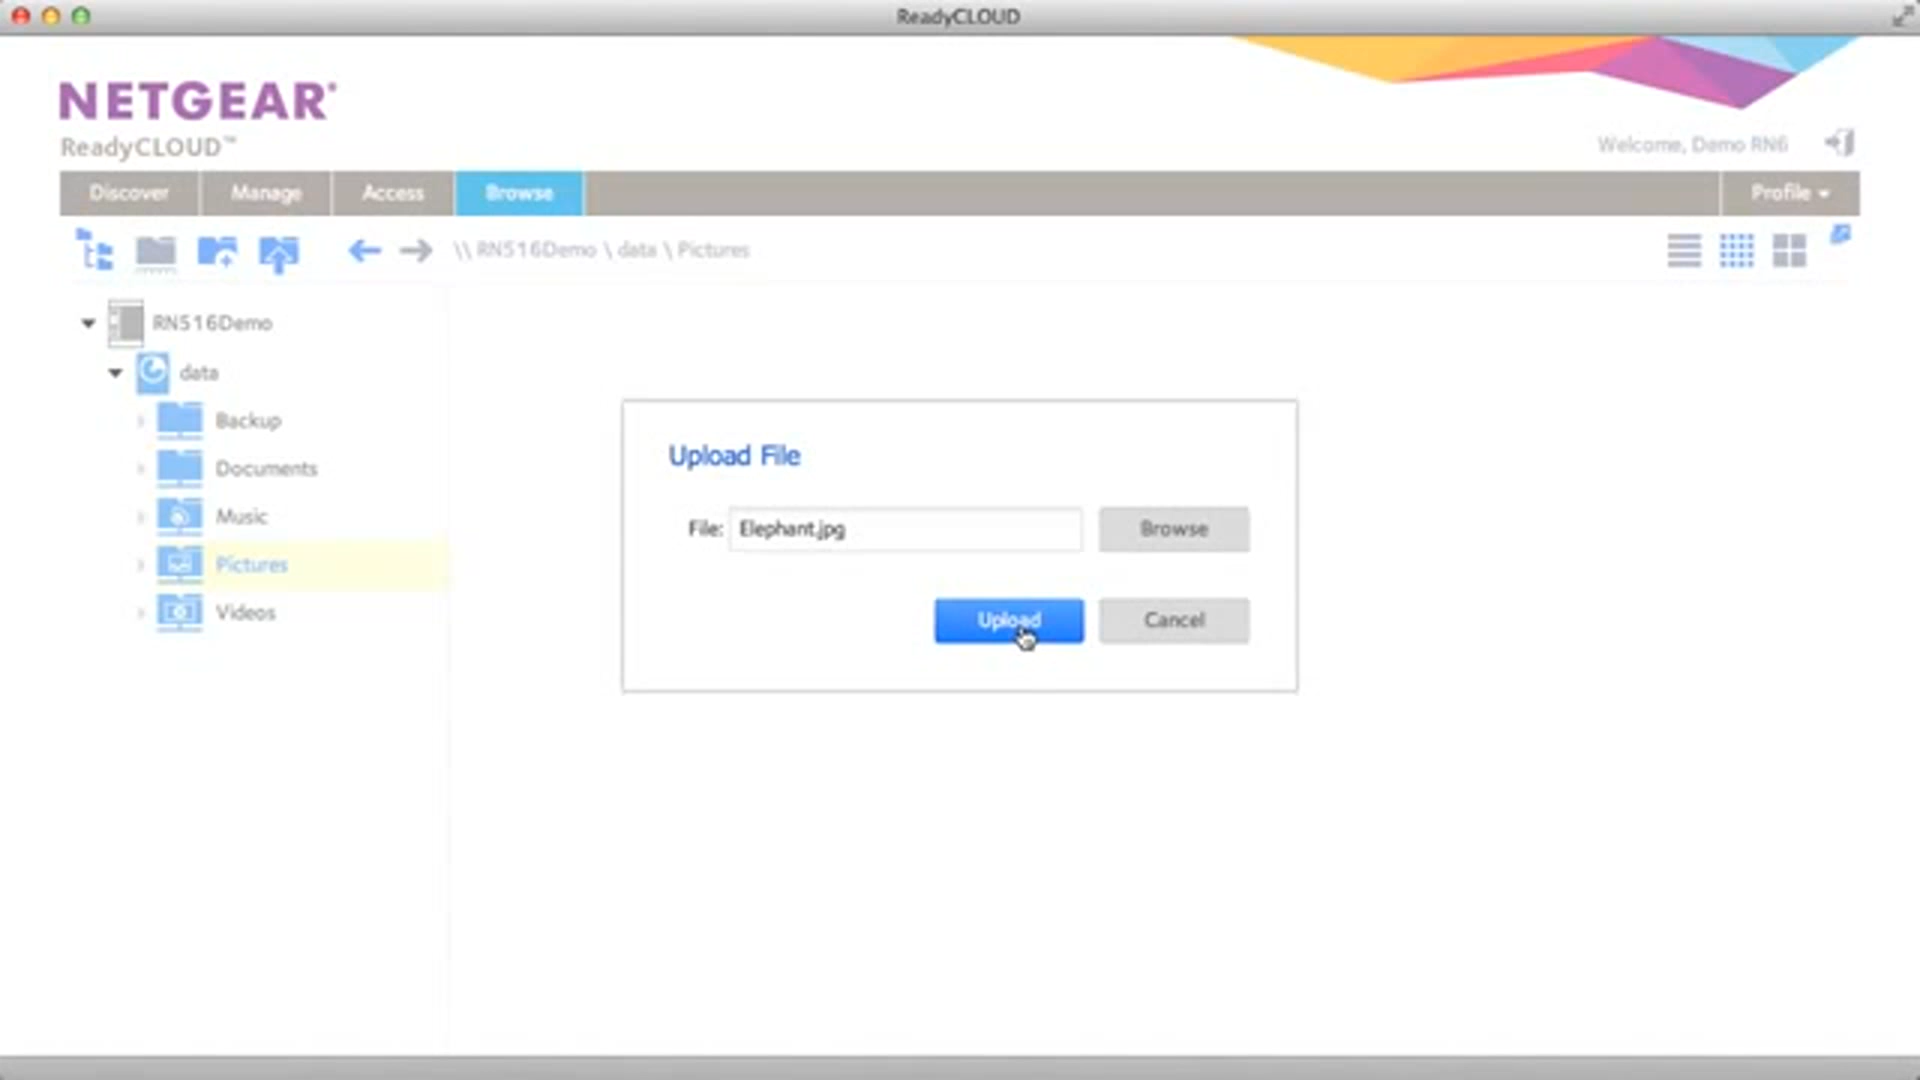 ReadyCLOUD
NETGEAR®
ReadyCLOUD™
Welcome, Demo RN6
Discover
Manage
Access
Browse
Profile
\\ RN516Demo \ data \ Pictures
RN516Demo
data
Backup
Documents
Music
Pictures
Videos
Upload File
File: Elephant.jpg
Browse
Upload
Cancel